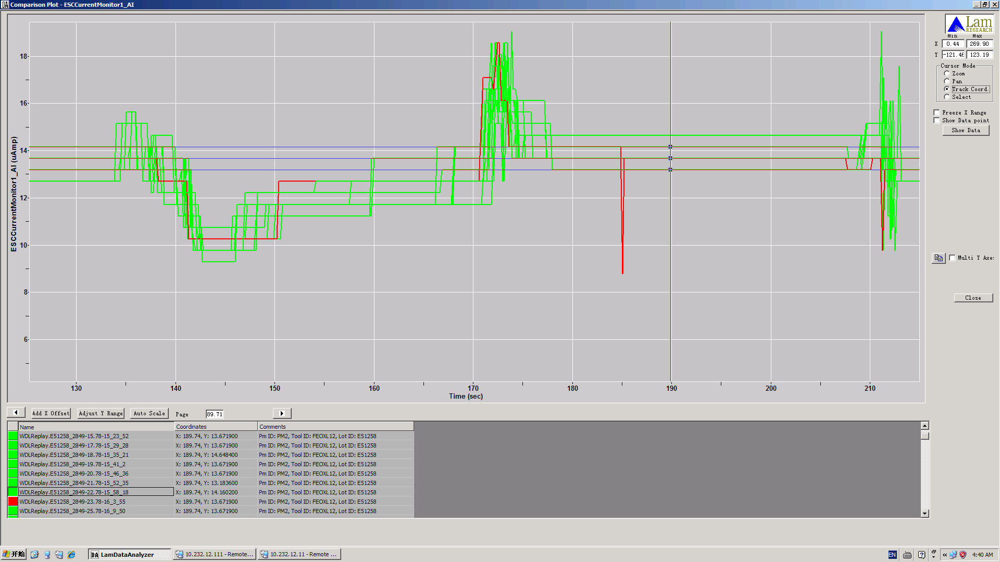 Comparison Plot - ESCCurrentMonitor1_AI
Lam
RESEARCH
Min Max
X 0.44 269.90
Y -121.46 123.19
Cursor Mode
Zoom
Pan
Track Coord.
Select
Freeze X Range
Show Data point
Show Data
Multi Y Axe
Close
ESCCurrentMonitor1_AI (uAmp)
18
16
14
12
10
8
6
130 140 150 160 170 180 190 200 210
Time (sec)
Add X Offset Adjust Y Range Auto Scale Page 89.71
Name Coordinates Comments
WDLReplay.E51258_2849-15.78-15_23_52 X: 189.74, Y: 13.671900 Pm ID: PM2, Tool ID: FEOXL12, Lot ID: E51258
WDLReplay.E51258_2849-17.78-15_29_28 X: 189.74, Y: 13.671900 Pm ID: PM2, Tool ID: FEOXL12, Lot ID: E51258
WDLReplay.E51258_2849-18.78-15_35_21 X: 189.74, Y: 14.648400 Pm ID: PM2, Tool ID: FEOXL12, Lot ID: E51258
WDLReplay.E51258_2849-19.78-15_41_2 X: 189.74, Y: 13.671900 Pm ID: PM2, Tool ID: FEOXL12, Lot ID: E51258
WDLReplay.E51258_2849-20.78-15_46_36 X: 189.74, Y: 13.671900 Pm ID: PM2, Tool ID: FEOXL12, Lot ID: E51258
WDLReplay.E51258_2849-21.78-15_52_35 X: 189.74, Y: 13.183600 Pm ID: PM2, Tool ID: FEOXL12, Lot ID: E51258
WDLReplay.E51258_2849-22.78-15_58_18 X: 189.74, Y: 14.160200 Pm ID: PM2, Tool ID: FEOXL12, Lot ID: E51258
WDLReplay.E51258_2849-23.78-16_3_55 X: 189.74, Y: 13.671900 Pm ID: PM2, Tool ID: FEOXL12, Lot ID: E51258
WDLReplay.E51258_2849-25.78-16_9_50 X: 189.74, Y: 13.671900 Pm ID: PM2, Tool ID: FEOXL12, Lot ID: E51258
开始 DA LamDataAnalyzer 10.232.12.111 - Remote... 10.232.12.11 - Remote ... EN « 4:40 AM